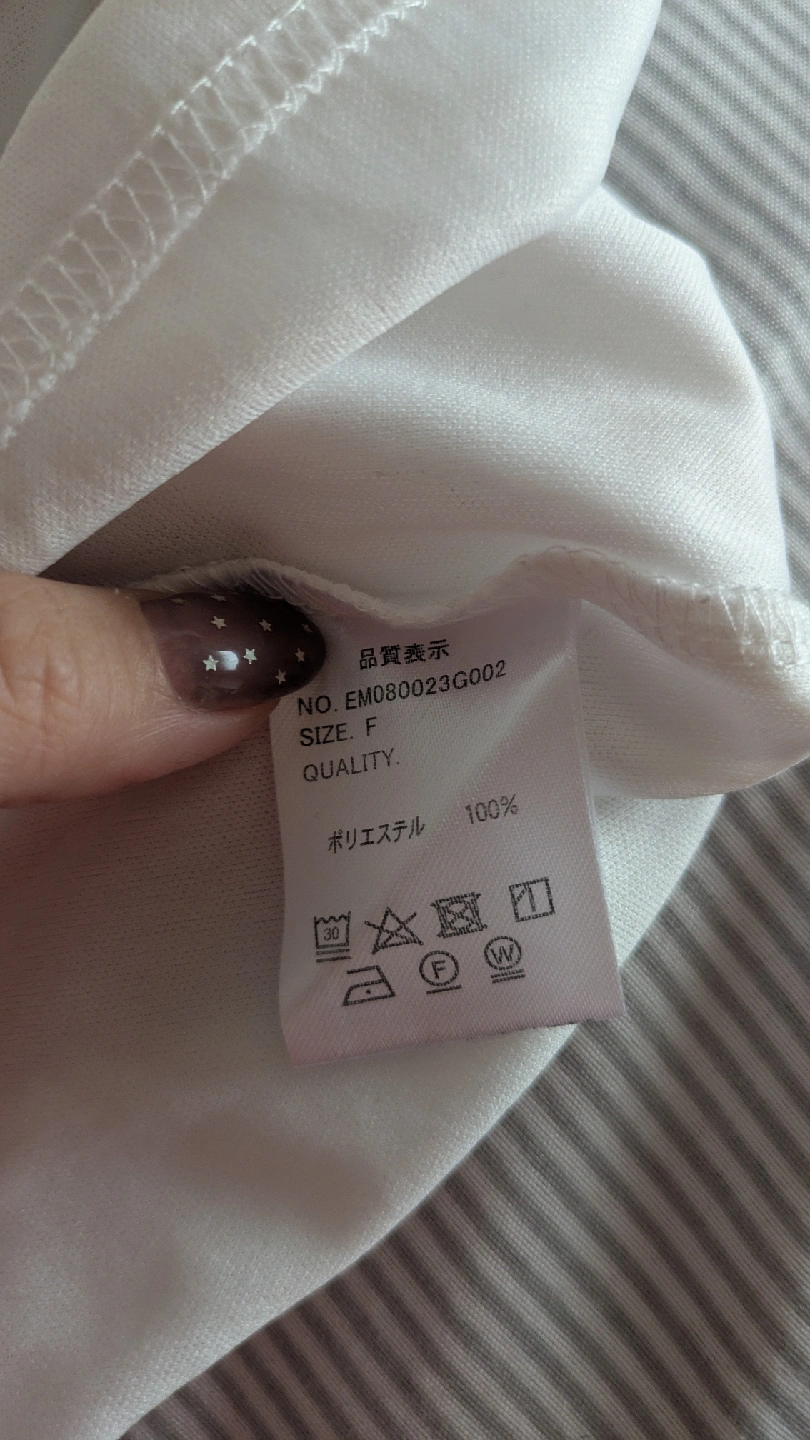 品質表示
NO. EM080023G002
SIZE. F
QUALITY.
ポリエステル 100%
30
F W